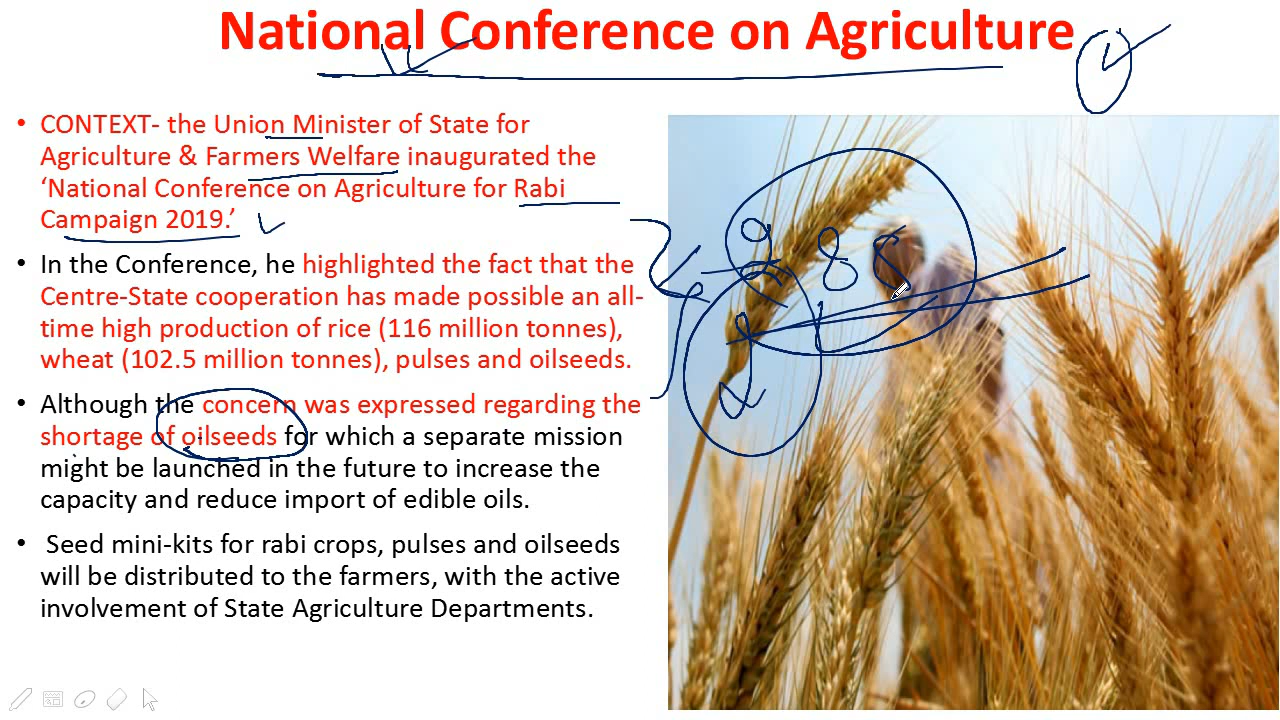 National Conference on Agriculture
• CONTEXT- the Union Minister of State for
Agriculture & Farmers Welfare inaugurated the
‘National Conference on Agriculture for Rabi
Campaign 2019.’
• In the Conference, he highlighted the fact that the
Centre-State cooperation has made possible an all-
time high production of rice (116 million tonnes),
wheat (102.5 million tonnes), pulses and oilseeds.
• Although the concern was expressed regarding the
shortage of oilseeds for which a separate mission
might be launched in the future to increase the
capacity and reduce import of edible oils.
• Seed mini-kits for rabi crops, pulses and oilseeds
will be distributed to the farmers, with the active
involvement of State Agriculture Departments.